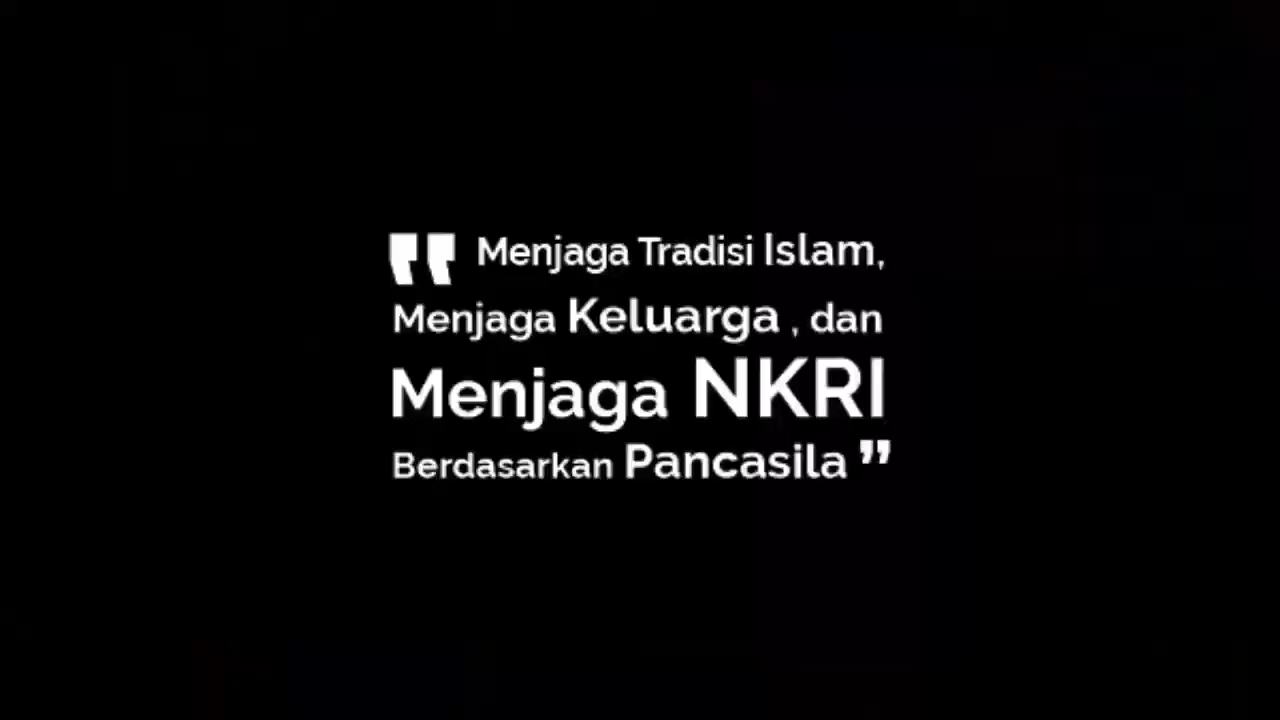 " Menjaga Tradisi Islam,
Menjaga Keluarga , dan
Menjaga NKRI
Berdasarkan Pancasila "